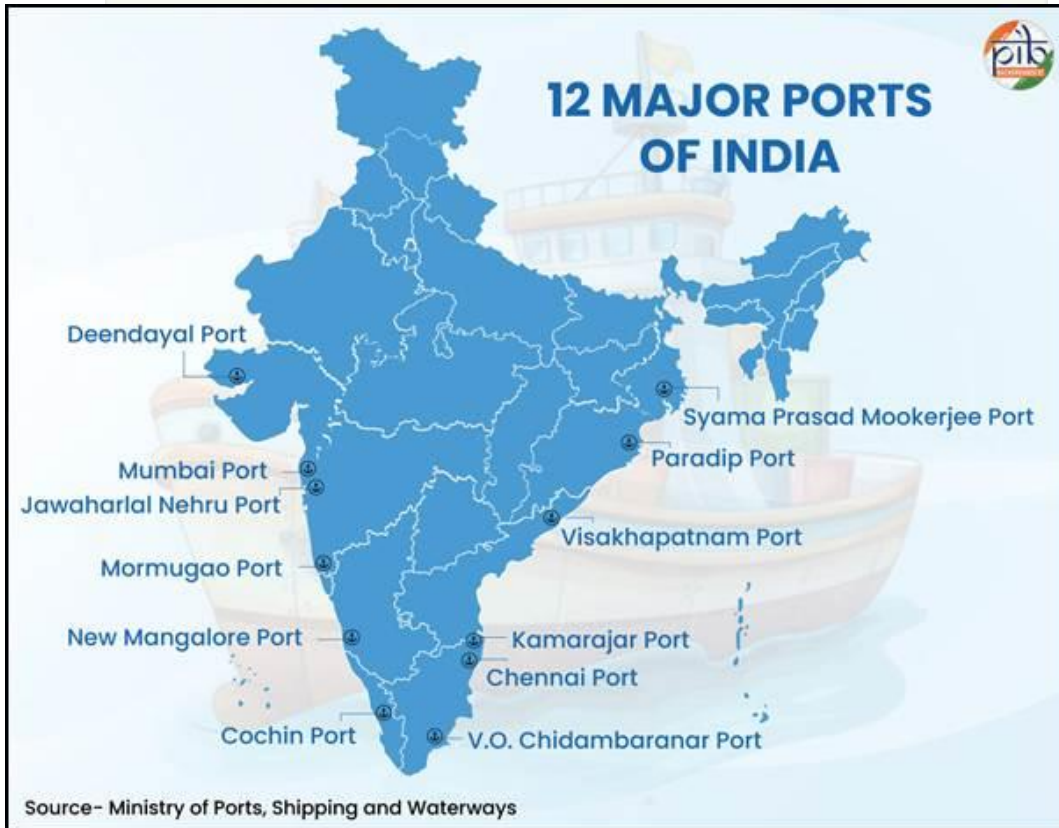 pib
12 MAJOR PORTS
OF INDIA
Deendayal Port
Syama Prasad Mookerjee Port
Paradip Port
Mumbai Port
Jawaharlal Nehru Port
Visakhapatnam Port
Mormugao Port
New Mangalore Port
Kamarajar Port
Chennai Port
Cochin Port
V.O. Chidambaranar Port
Source- Ministry of Ports, Shipping and Waterways